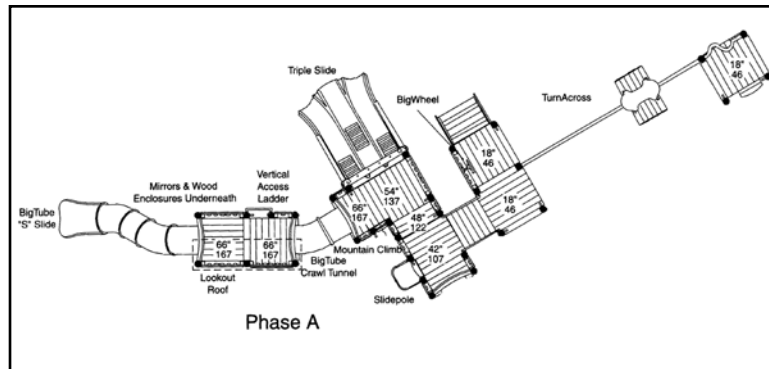 Triple Slide
BigWheel
TurnAcross
18"
46
Mirrors & Wood
Enclosures Underneath
Vertical
Access
Ladder
BigTube
"S" Slide
66"
167
66"
167
Lookout
Roof
66"
167
54"
137
48"
122
42"
107
18"
46
18"
46
Mountain Climb
BigTube
Crawl Tunnel
Slidepole
Phase A